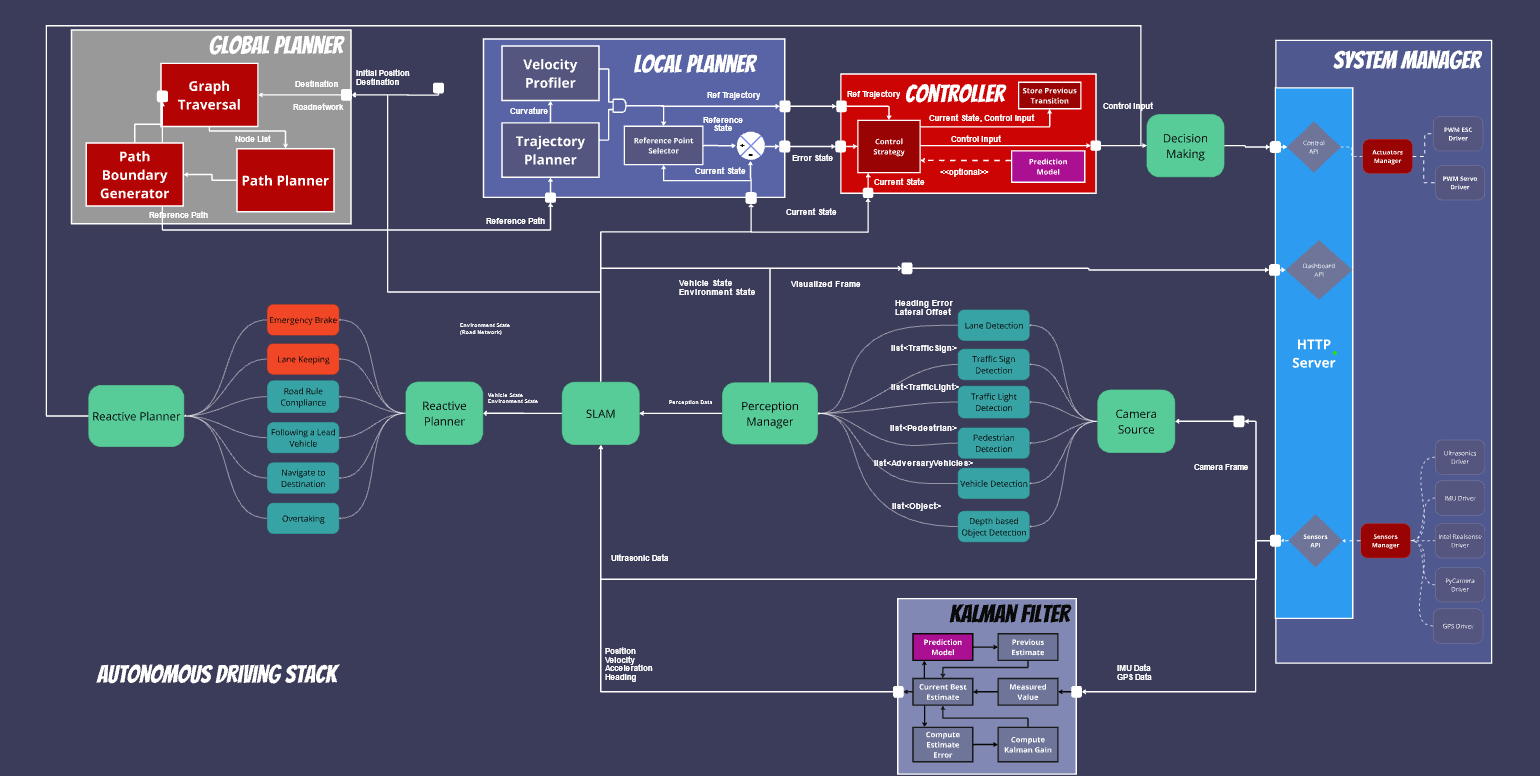 GLOBAL PLANNER
Graph
Traversal
Destination
Roadnetwork
Initial Position
Destination
Node List
Path
Boundary
Generator
Path Planner
Reference Path
LOCAL PLANNER
Velocity
Profiler
Curvature
Trajectory
Planner
Ref Trajectory
Reference
State
Reference Point
Selector
+
-
Current State
Error State
Reference Path
Current State
CONTROLLER
Ref Trajectory
Store Previous
Transition
Current State, Control Input
Control
Strategy
Control Input
Prediction
Model
<<optional>>
Current State
Control Input
Decision
Making
SYSTEM MANAGER
Control
API
Actuators
Manager
PWM ESC
Driver
PWM Servo
Driver
Dashboard
API
HTTP
Server
Sensors
API
Sensors
Manager
Ultrasonics
Driver
IMU Driver
Intel Realsense
Driver
PyCamera
Driver
GPS Driver
Vehicle State
Environment State
Visualized Frame
Environment State
(Road Network)
Reactive Planner
Emergency Brake
Lane Keeping
Road Rule
Compliance
Following a Lead
Vehicle
Navigate to
Destination
Overtaking
Reactive
Planner
Vehicle State
Environment State
SLAM
Perception Data
Perception
Manager
Heading Error
Lateral Offset
list<TrafficSign>
list<TrafficLight>
list<Pedestrian>
list<AdversaryVehicles>
list<Object>
Lane Detection
Traffic Sign
Detection
Traffic Light
Detection
Pedestrian
Detection
Vehicle Detection
Depth based
Object Detection
Camera
Source
Camera Frame
Ultrasonic Data
AUTONOMOUS DRIVING STACK
Position
Velocity
Acceleration
Heading
KALMAN FILTER
Prediction
Model
Previous
Estimate
Current Best
Estimate
Measured
Value
Compute
Estimate
Error
Compute
Kalman Gain
IMU Data
GPS Data